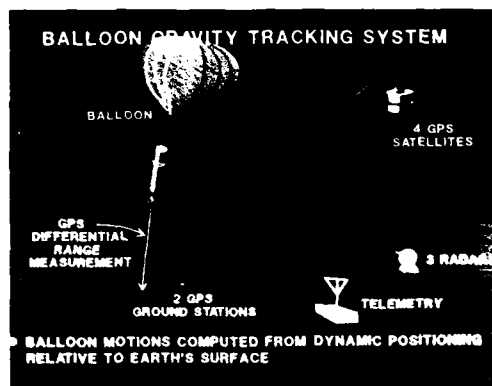 BALLOON GRAVITY TRACKING SYSTEM
BALLOON
4 GPS
SATELLITES
GPS
DIFFERENTIAL
RANGE
MEASUREMENT
3 RADARS
2 GPS
GROUND STATIONS
TELEMETRY
BALLOON MOTIONS COMPUTED FROM DYNAMIC POSITIONING
RELATIVE TO EARTH'S SURFACE